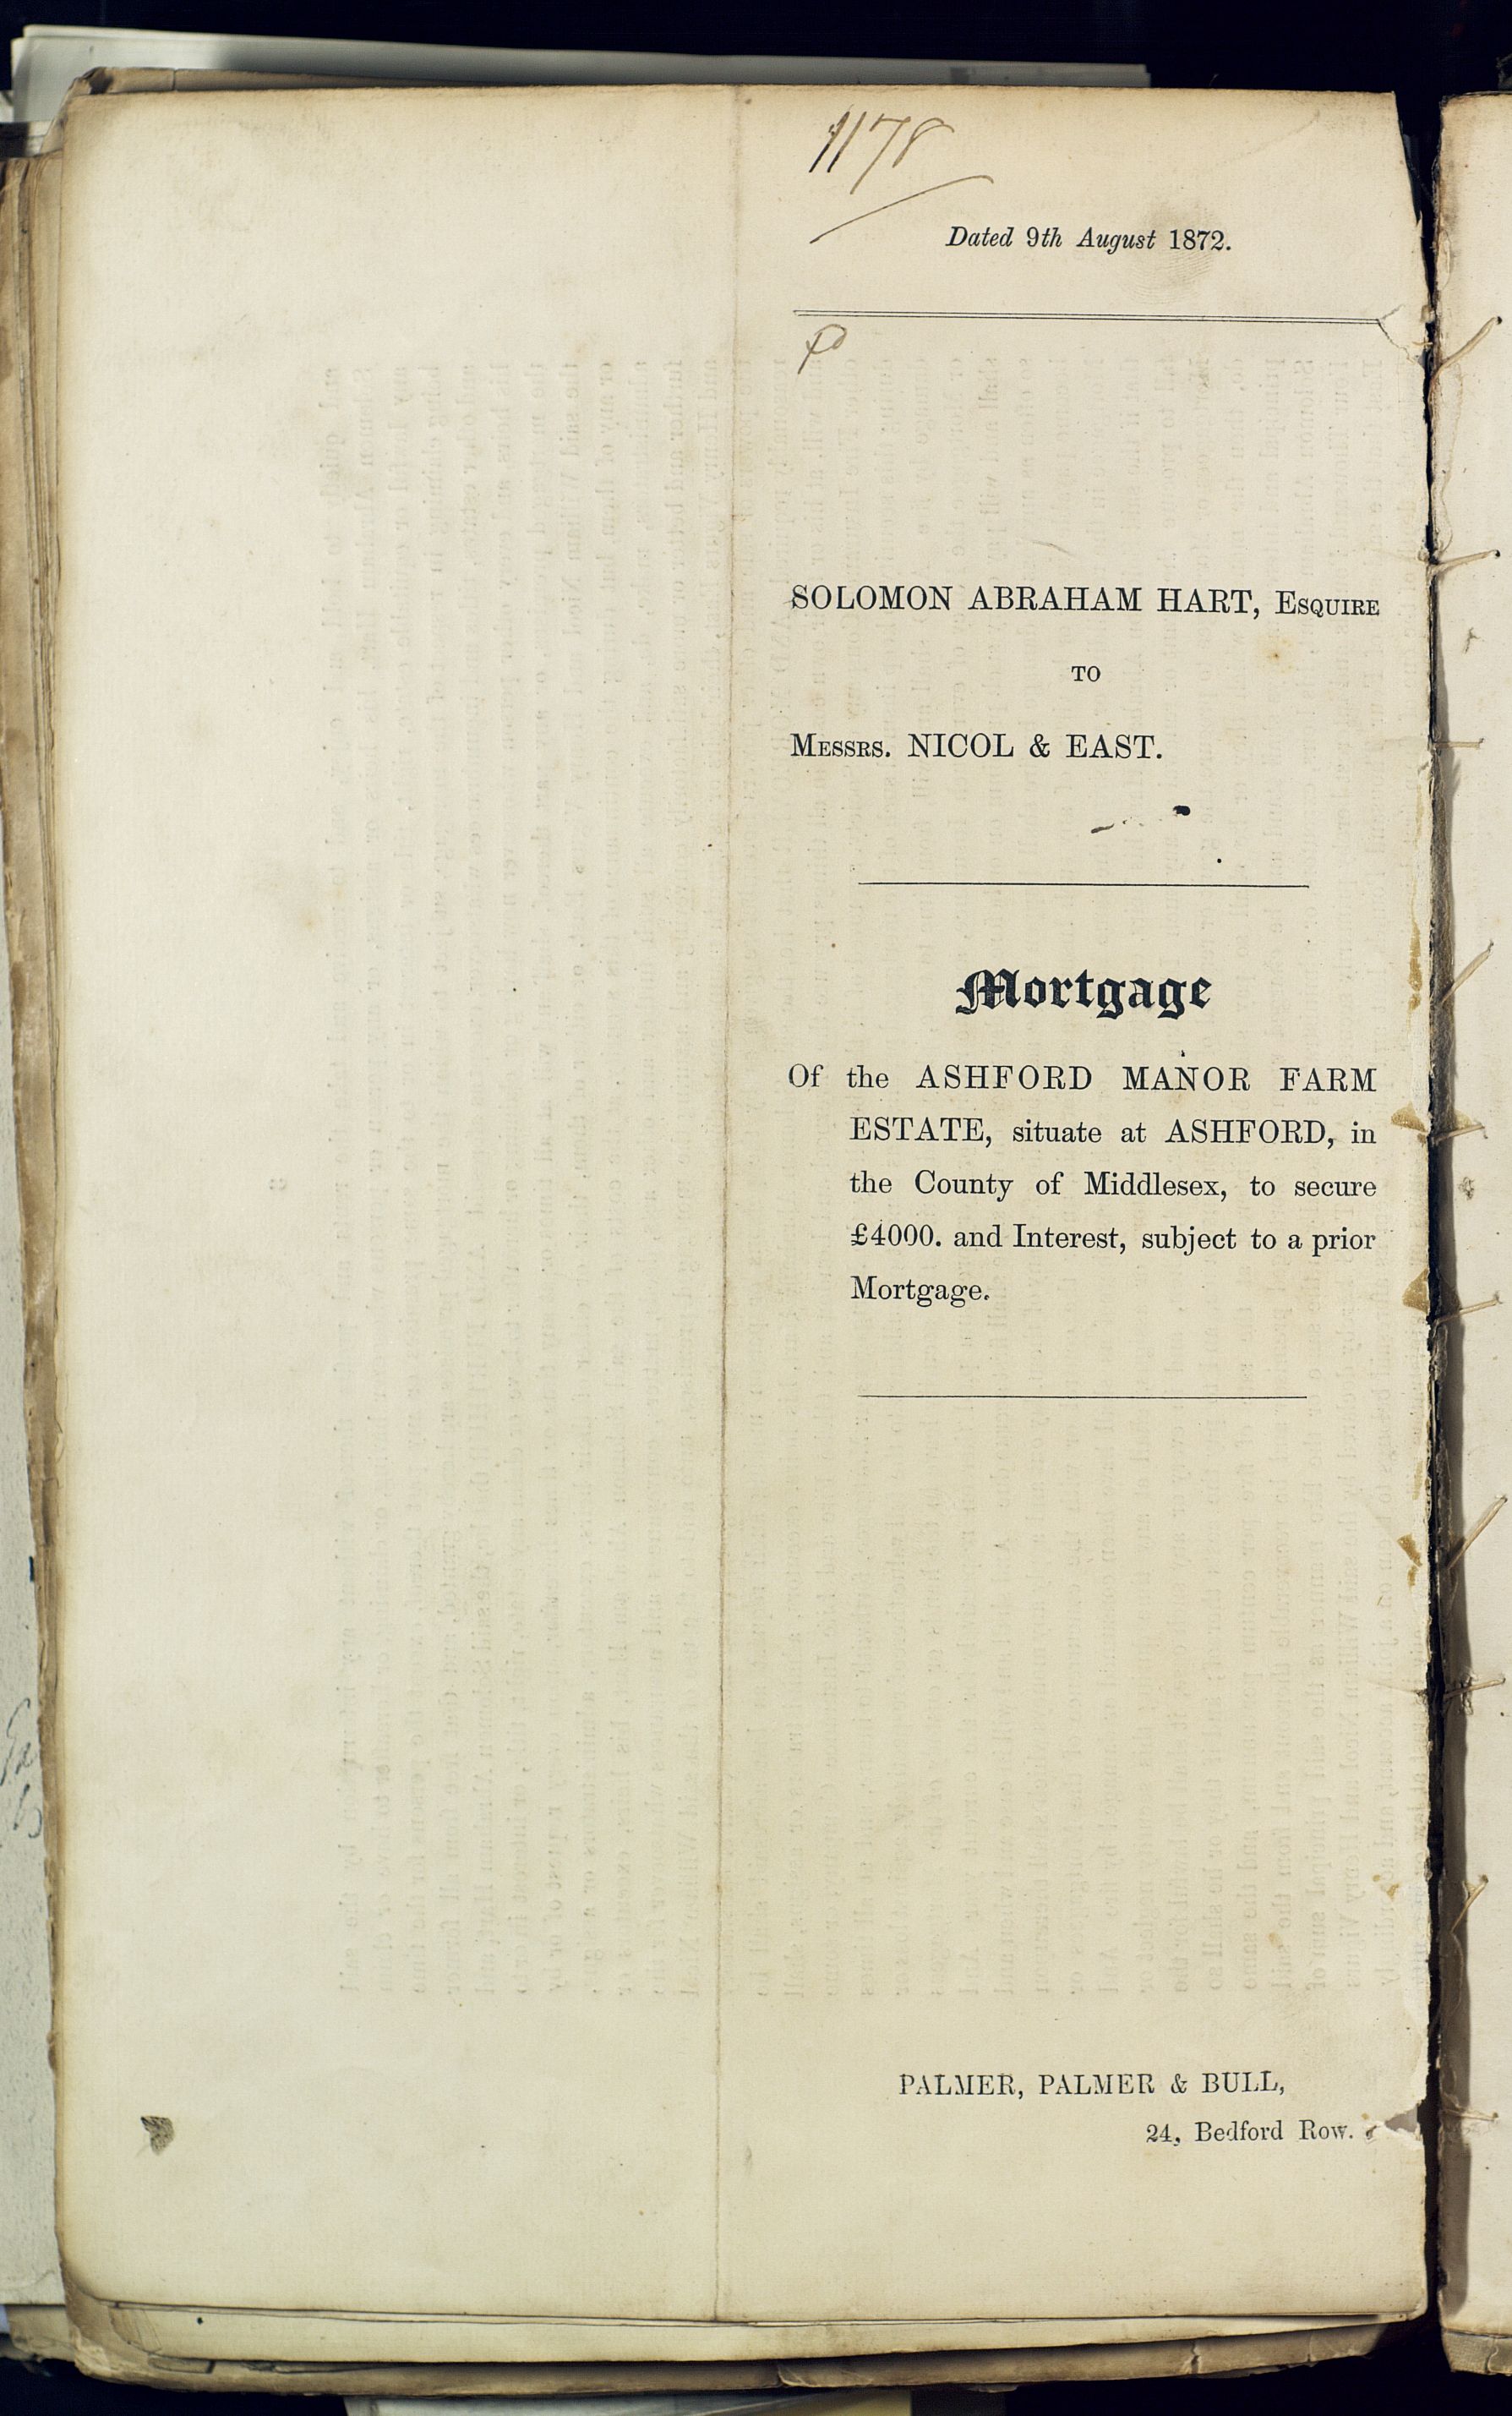 1178
Dated 9th August 1872.
SOLOMON ABRAHAM HART, ESQUIRE
TO
MESSRS. NICOL & EAST.
Mortgage
Of the ASHFORD MANOR FARM
ESTATE, situate at ASHFORD, in
the County of Middlesex, to secure
£4000. and Interest, subject to a prior
Mortgage.
PALMER, PALMER & BULL,
24, Bedford Row.